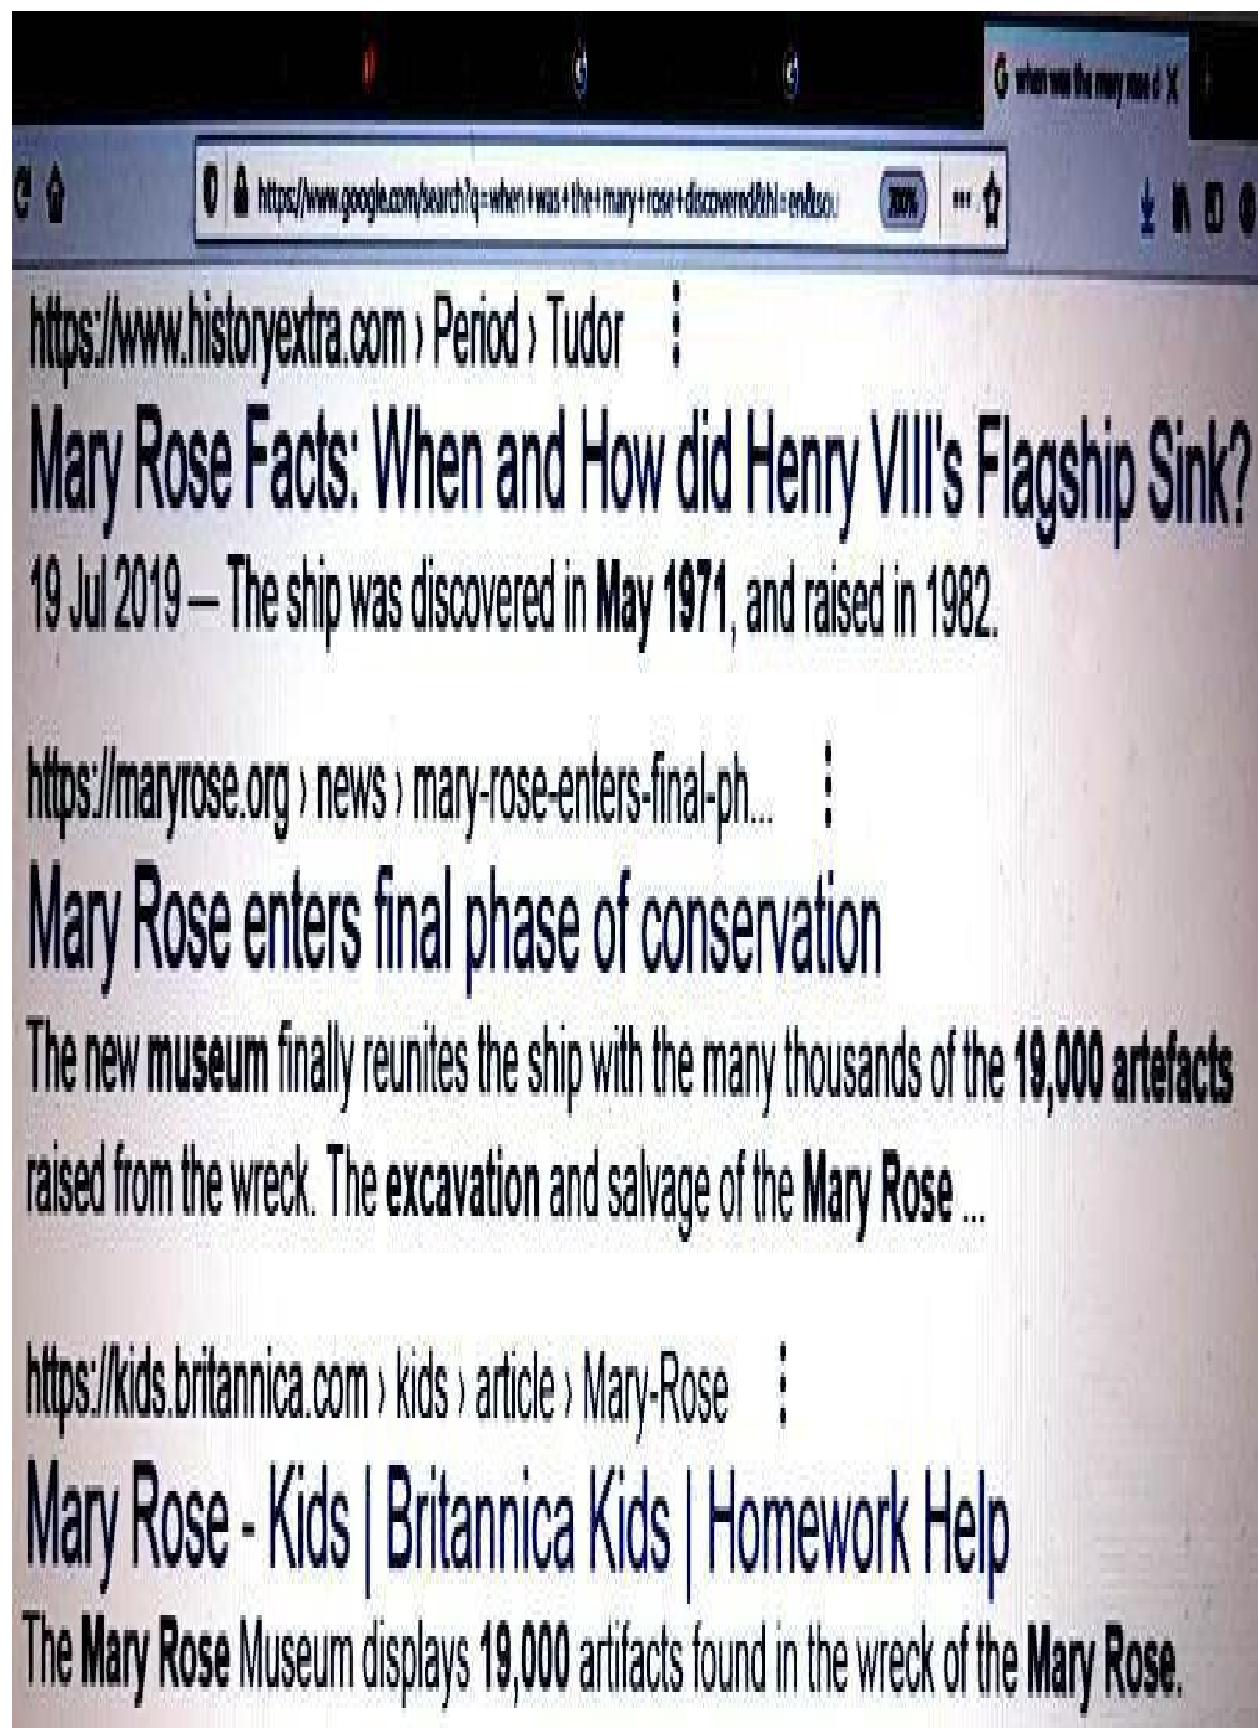 G when was the mary rose d X
https://www.google.com/search?q=when+was+the+mary+rose+discovered&hl=en&sou
https://www.historyextra.com › Period › Tudor
Mary Rose Facts: When and How did Henry VIII's Flagship Sink?
19 Jul 2019 — The ship was discovered in May 1971, and raised in 1982.
https://maryrose.org › news › mary-rose-enters-final-ph...
Mary Rose enters final phase of conservation
The new museum finally reunites the ship with the many thousands of the 19,000 artefacts
raised from the wreck. The excavation and salvage of the Mary Rose ...
https://kids.britannica.com › kids › article › Mary-Rose
Mary Rose - Kids | Britannica Kids | Homework Help
The Mary Rose Museum displays 19,000 artifacts found in the wreck of the Mary Rose.